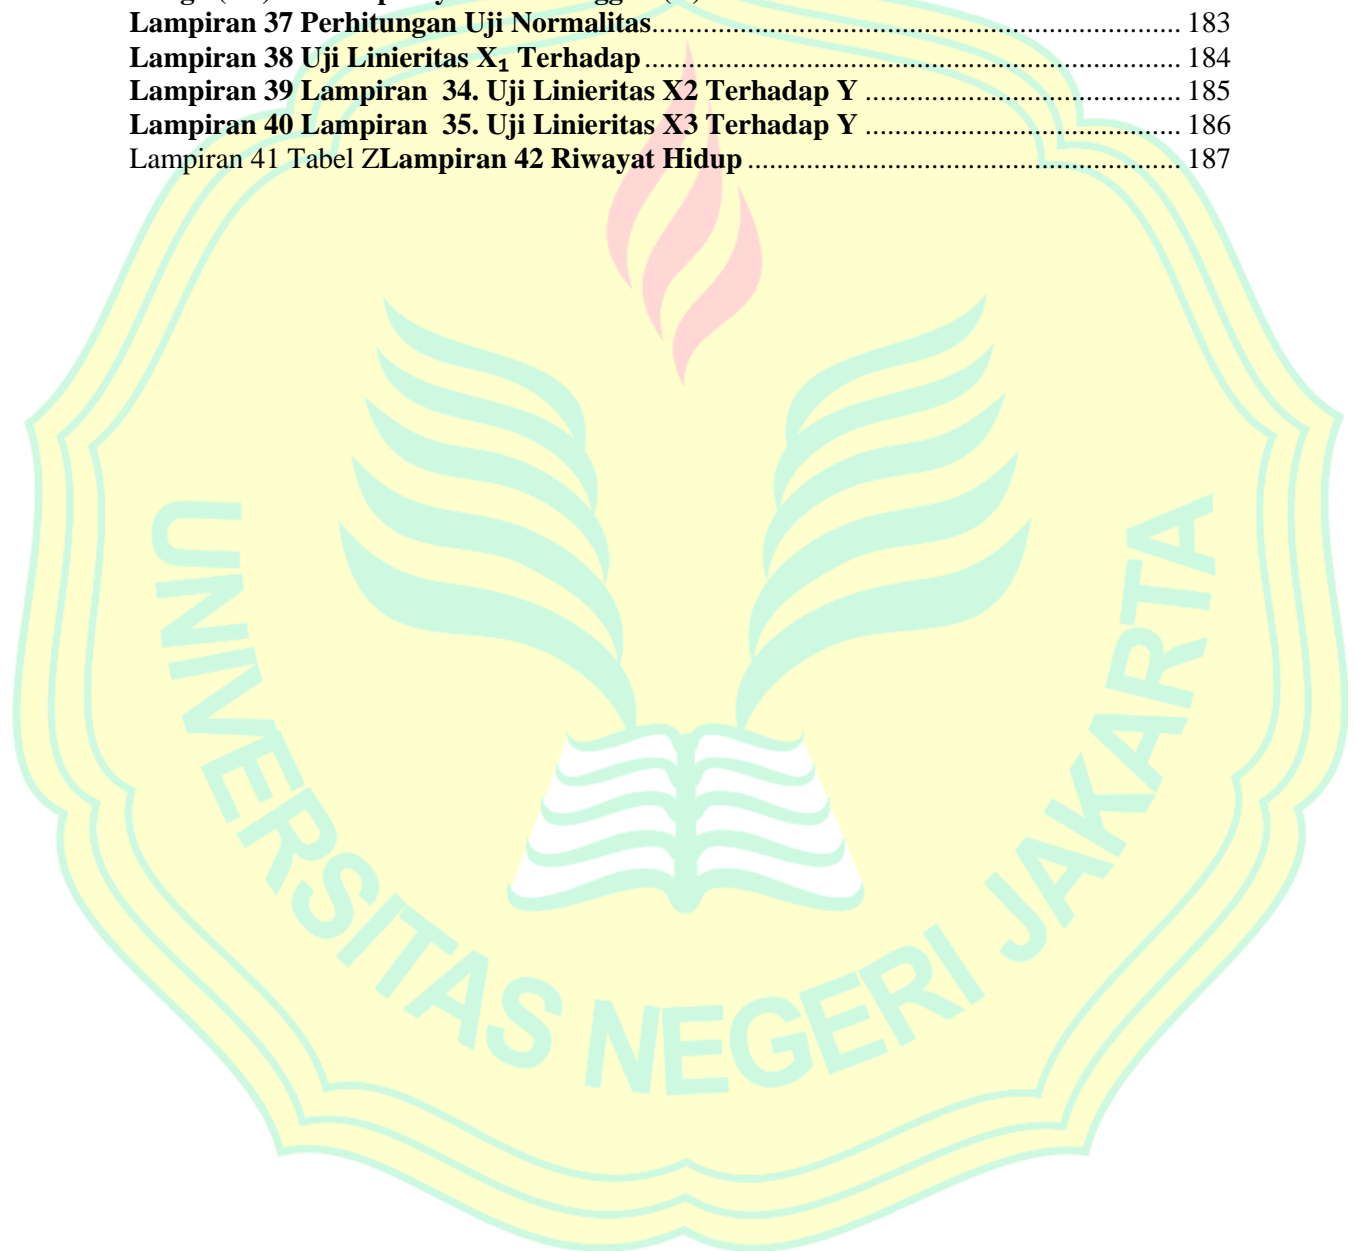 Lampiran 37 Perhitungan Uji Normalitas........................................................................ 183
Lampiran 38 Uji Linieritas X₁ Terhadap......................................................................... 184
Lampiran 39 Lampiran  34. Uji Linieritas X2 Terhadap Y ........................................... 185
Lampiran 40 Lampiran  35. Uji Linieritas X3 Terhadap Y ........................................... 186
Lampiran 41 Tabel ZLampiran 42 Riwayat Hidup ........................................................... 187
UNIVERSITAS NEGERI JAKARTA